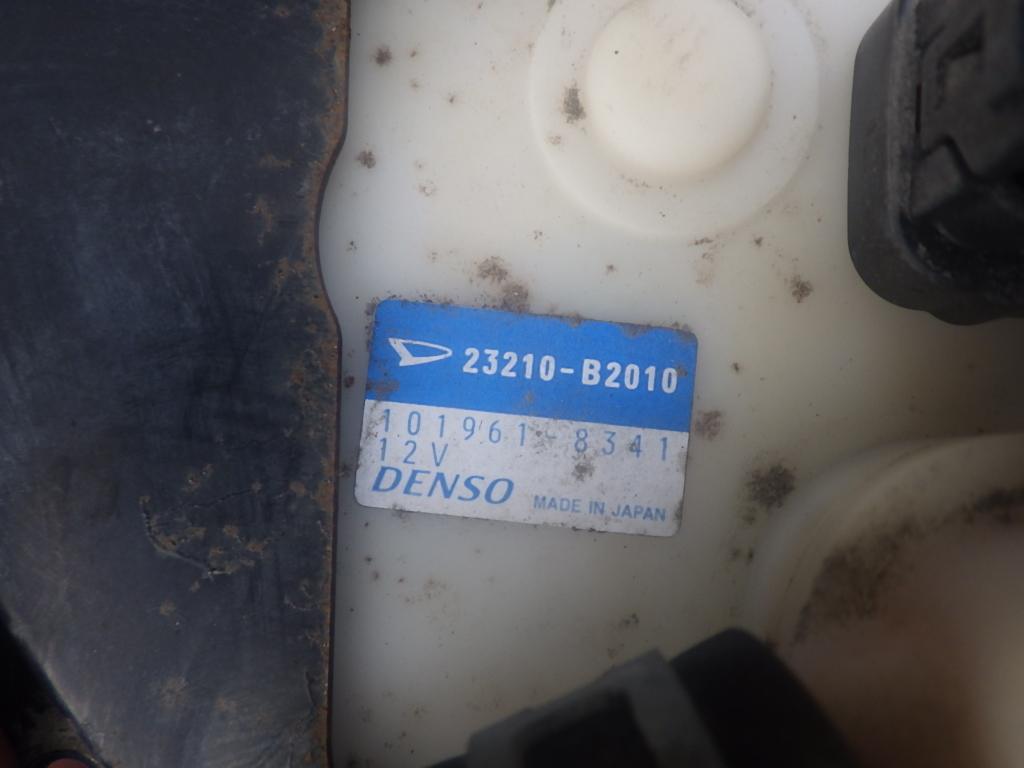 23210-B2010
101961-8341
12V
DENSO MADE IN JAPAN